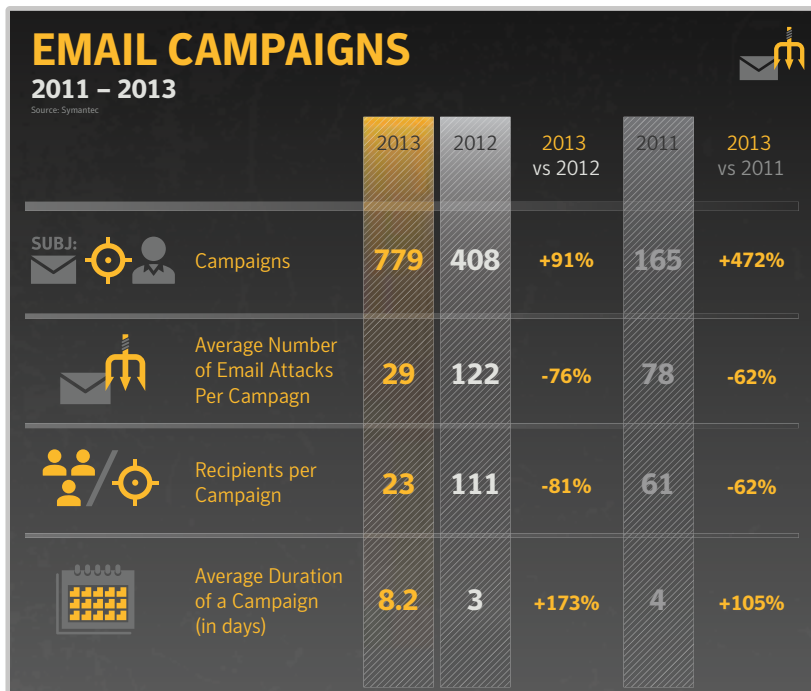 EMAIL CAMPAIGNS
2011 – 2013
Source: Symantec
2013 2012 2013 2011 2013
vs 2012 vs 2011
SUBJ:
Campaigns 779 408 +91% 165 +472%
Average Number
of Email Attacks 29 122 -76% 78 -62%
Per Campagn
Recipients per 23 111 -81% 61 -62%
Campaign
Average Duration
of a Campaign 8.2 3 +173% 4 +105%
(in days)